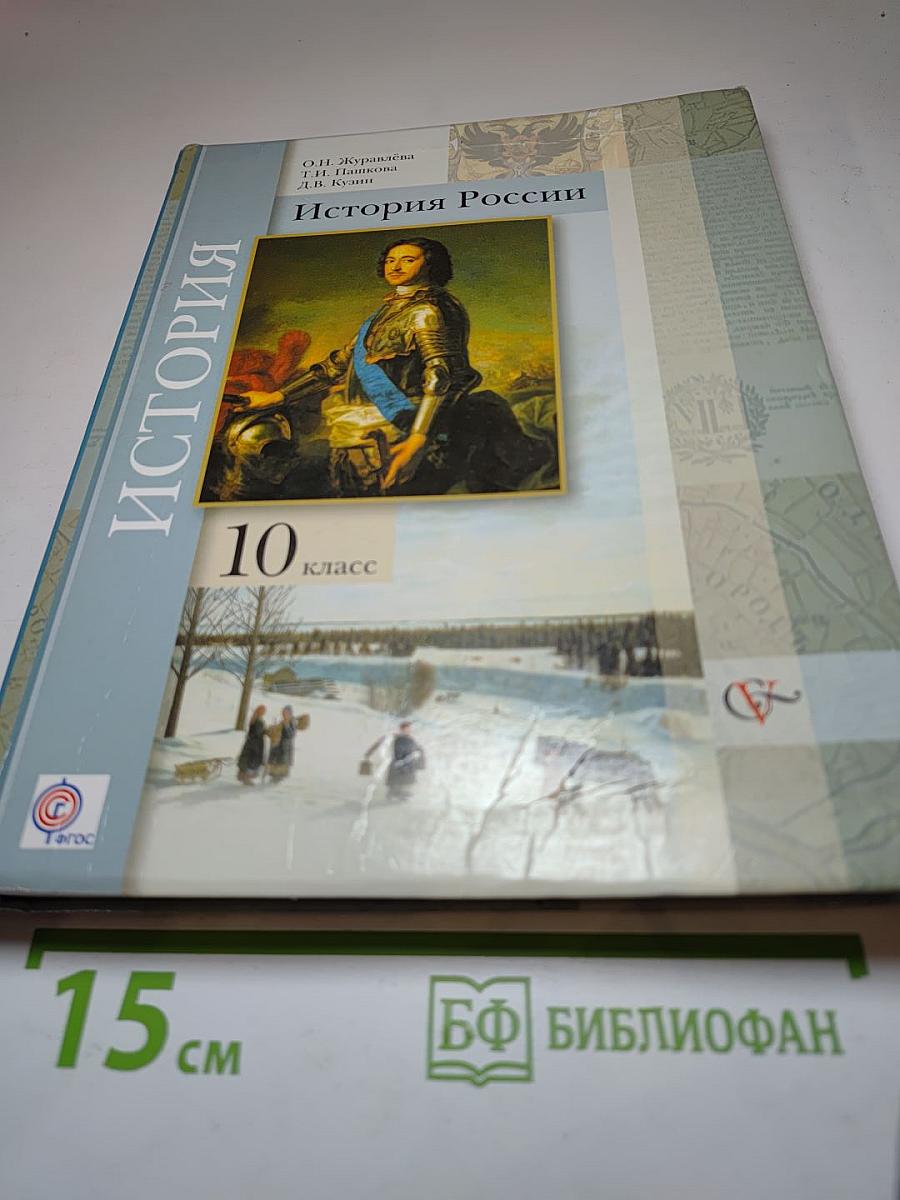 О.Н. Журавлёва
Т.И. Пашкова
Д.В. Кузин
История России
ИСТОРИЯ
10 класс
ФГОС
15 см
БФ БИБЛИОФАН